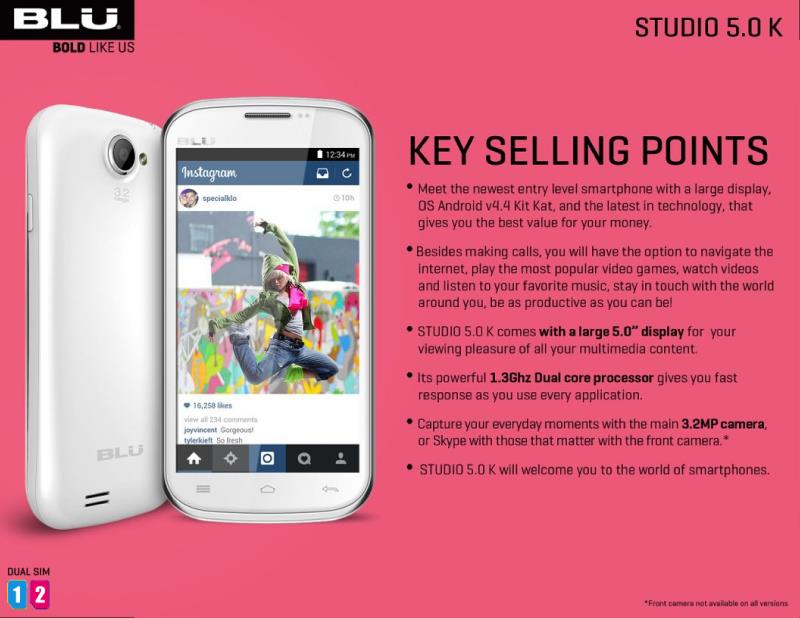 BLU
BOLD LIKE US
STUDIO 5.0 K
KEY SELLING POINTS
• Meet the newest entry level smartphone with a large display,
OS Android v4.4 Kit Kat, and the latest in technology, that
gives you the best value for your money.
• Besides making calls, you will have the option to navigate the
internet, play the most popular video games, watch videos
and listen to your favorite music, stay in touch with the world
around you, be as productive as you can be!
• STUDIO 5.0 K comes with a large 5.0” display for your
viewing pleasure of all your multimedia content.
• Its powerful 1.3Ghz Dual core processor gives you fast
response as you use every application.
• Capture your everyday moments with the main 3.2MP camera,
or Skype with those that matter with the front camera.*
• STUDIO 5.0 K will welcome you to the world of smartphones.
3.2
BLU
BLU
12:34 PM
Instagram
specialklo
10h
16,258 likes
view all 234 comments
joyvincent Gorgeous!
tylerkieft So fresh
DUAL SIM
1 2
*Front camera not available on all versions